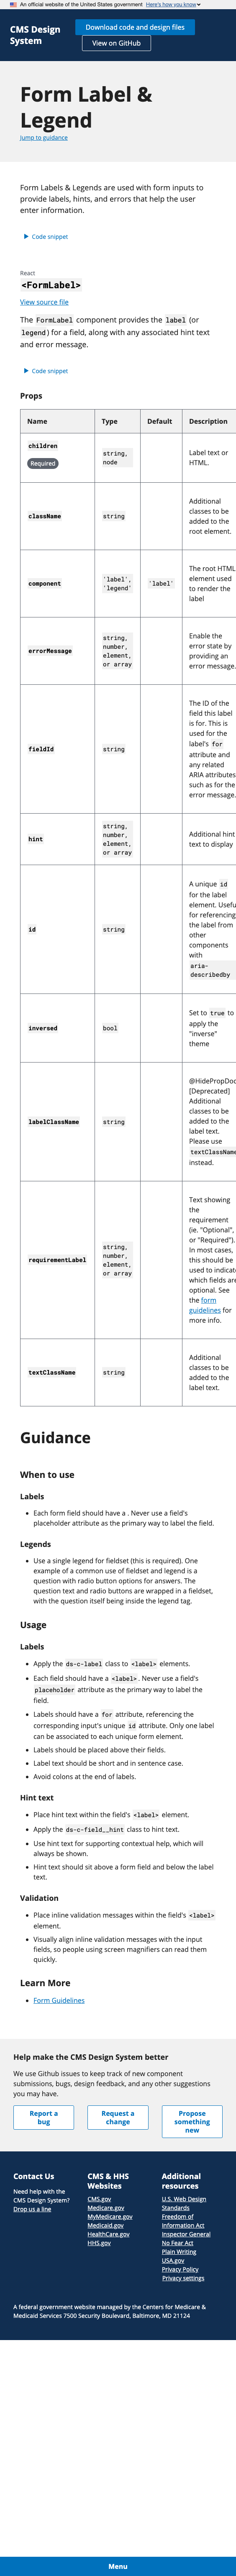 An official website of the United States government Here's how you know
CMS Design
System
Download code and design files
View on GitHub
Form Label &
Legend
Jump to guidance
Form Labels & Legends are used with form inputs to
provide labels, hints, and errors that help the user
enter information.
Code snippet
React
<FormLabel>
View source file
The FormLabel component provides the label (or
legend) for a field, along with any associated hint text
and error message.
Code snippet
Props
Name Type Default Description
children
Required
string,
node
Label text or
HTML.
className
string
Additional
classes to be
added to the
root element.
component
'label',
'legend'
'label'
The root HTML
element used
to render the
label
errorMessage
string,
number,
element,
or array
Enable the
error state by
providing an
error message.
fieldId
string
The ID of the
field this label
is for. This is
used for the
label's for
attribute and
any related
ARIA attributes
such as for the
error message.
hint
string,
number,
element,
or array
Additional hint
text to display
id
string
A unique id
for the label
element. Usefu
for referencing
the label from
other
components
with
aria-
describedby
inversed
bool
Set to true to
apply the
"inverse"
theme
labelClassName
string
@HidePropDoc
[Deprecated]
Additional
classes to be
added to the
label text.
Please use
textClassName
instead.
requirementLabel
string,
number,
element,
or array
Text showing
the
requirement
(ie. "Optional",
or "Required").
In most cases,
this should be
used to indicate
which fields are
optional. See
the form
guidelines for
more info.
textClassName
string
Additional
classes to be
added to the
label text.
Guidance
When to use
Labels
Each form field should have a . Never use a field's
placeholder attribute as the primary way to label the field.
Legends
Use a single legend for fieldset (this is required). One
example of a common use of fieldset and legend is a
question with radio button options for answers. The
question text and radio buttons are wrapped in a fieldset,
with the question itself being inside the legend tag.
Usage
Labels
Apply the ds-c-label class to <label> elements.
Each field should have a <label>. Never use a field's
placeholder attribute as the primary way to label the
field.
Labels should have a for attribute, referencing the
corresponding input's unique id attribute. Only one label
can be associated to each unique form element.
Labels should be placed above their fields.
Label text should be short and in sentence case.
Avoid colons at the end of labels.
Hint text
Place hint text within the field's <label> element.
Apply the ds-c-field__hint class to hint text.
Use hint text for supporting contextual help, which will
always be shown.
Hint text should sit above a form field and below the label
text.
Validation
Place inline validation messages within the field's <label>
element.
Visually align inline validation messages with the input
fields, so people using screen magnifiers can read them
quickly.
Learn More
Form Guidelines
Help make the CMS Design System better
We use Github issues to keep track of new component
submissions, bugs, design feedback, and any other suggestions
you may have.
Report a
bug
Request a
change
Propose
something
new
Contact Us
Need help with the
CMS Design System?
Drop us a line
CMS & HHS
Websites
CMS.gov
Medicare.gov
MyMedicare.gov
Medicaid.gov
HealthCare.gov
HHS.gov
Additional
resources
U.S. Web Design
Standards
Freedom of
Information Act
Inspector General
No Fear Act
Plain Writing
USA.gov
Privacy Policy
Privacy settings
A federal government website managed by the Centers for Medicare &
Medicaid Services 7500 Security Boulevard, Baltimore, MD 21124
Menu